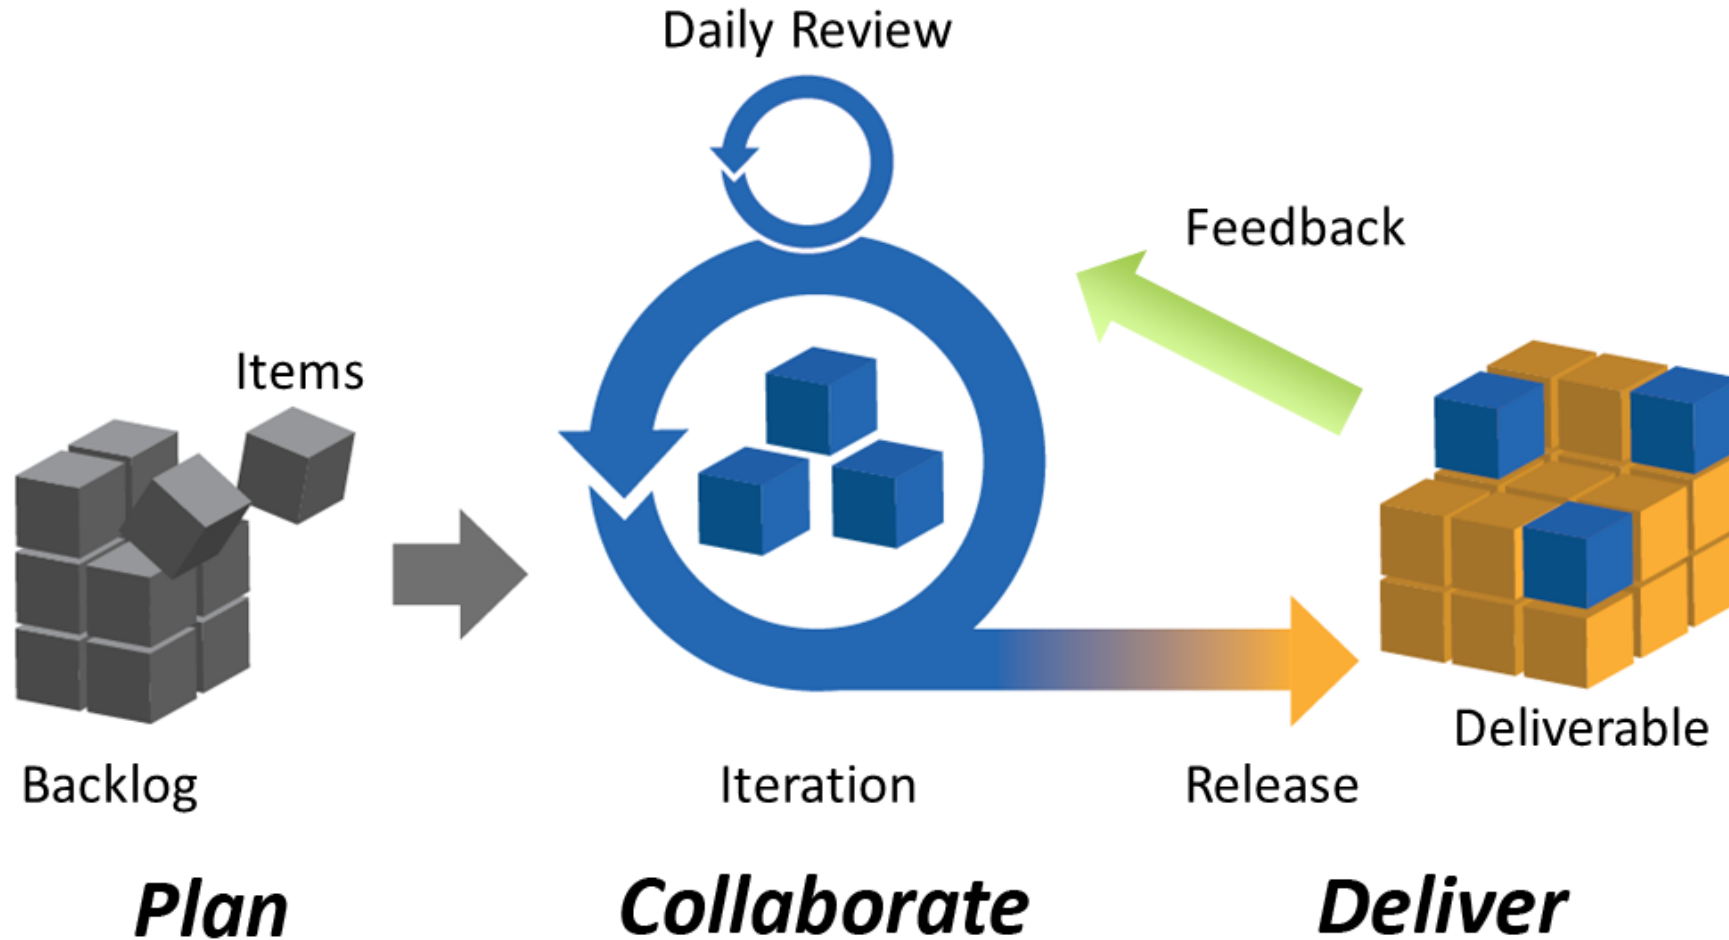 Daily Review
Feedback
Items
Deliverable
Backlog
Iteration
Release
Plan
Collaborate
Deliver